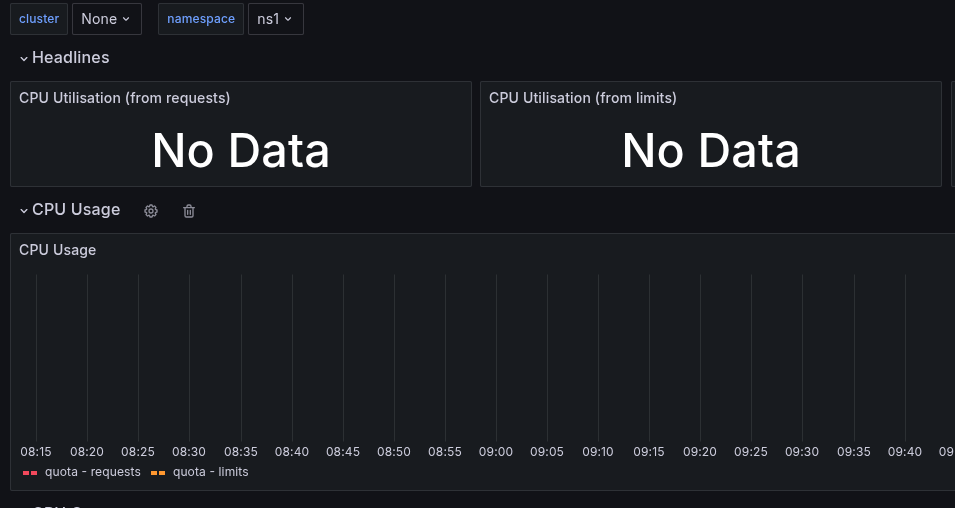 cluster None namespace ns1
Headlines
CPU Utilisation (from requests) CPU Utilisation (from limits)
No Data No Data
CPU Usage
CPU Usage
08:15 08:20 08:25 08:30 08:35 08:40 08:45 08:50 08:55 09:00 09:05 09:10 09:15 09:20 09:25 09:30 09:35 09:40 09
quota - requests quota - limits